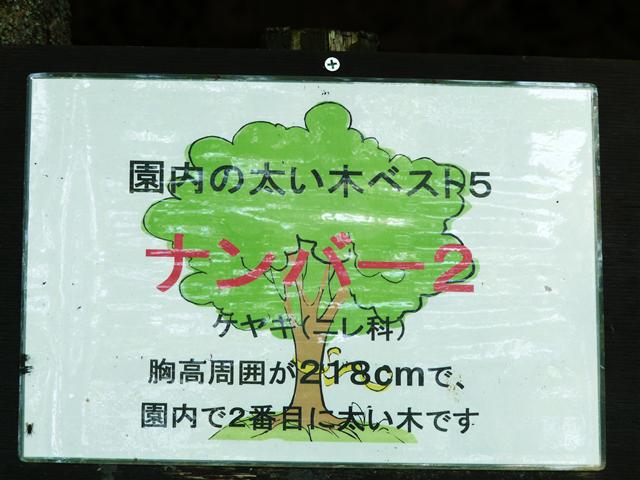 園内の太い木ベスト5
ナンバー2
ケヤキ(ニレ科)
胸高周囲が218cmで、
園内で2番目に太い木です